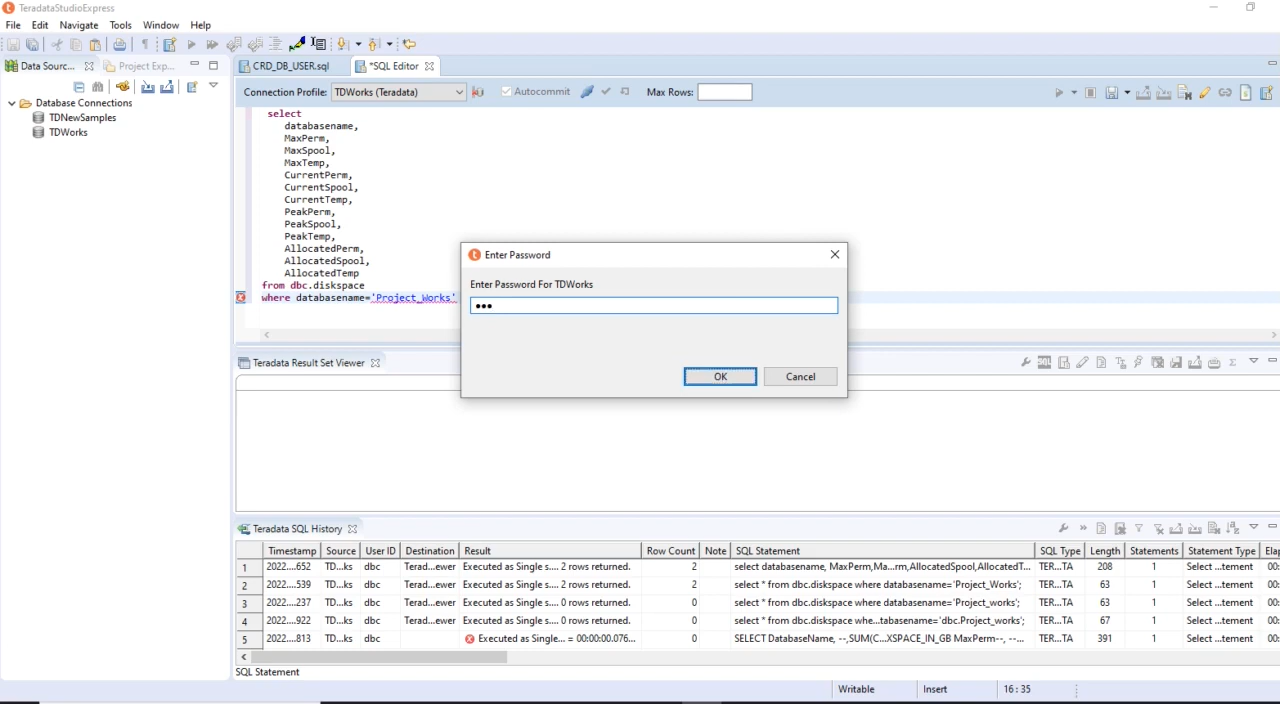 TeradataStudioExpress
File Edit Navigate Tools Window Help
Data Sourc... Project Exp...
CRD_DB_USER.sql *SQL Editor
Connection Profile: TDWorks (Teradata) Autocommit Max Rows:
Database Connections
TDNewSamples
TDWorks
select
databasename,
MaxPerm,
MaxSpool,
MaxTemp,
CurrentPerm,
CurrentSpool,
CurrentTemp,
PeakPerm,
PeakSpool,
PeakTemp,
AllocatedPerm,
AllocatedSpool,
AllocatedTemp
from dbc.diskspace
where databasename='Project_Works'
Enter Password
Enter Password For TDWorks
•••
OK Cancel
Teradata Result Set Viewer
Teradata SQL History
Timestamp Source User ID Destination Result Row Count Note SQL Statement SQL Type Length Statements Statement Type Elap
1 2022....652 TD...ks dbc Terad...ewer Executed as Single s.... 2 rows returned. 2 select databasename, MaxPerm,Ma...rm,AllocatedSpool,AllocatedT... TER...TA 208 1 Select ...tement 00:
2 2022....539 TD...ks dbc Terad...ewer Executed as Single s.... 2 rows returned. 2 select * from dbc.diskspace where databasename='Project_Works'; TER...TA 63 1 Select ...tement 00:
3 2022....237 TD...ks dbc Terad...ewer Executed as Single s.... 0 rows returned. 0 select * from dbc.diskspace where databasename='Project_works'; TER...TA 63 1 Select ...tement 00:
4 2022....922 TD...ks dbc Terad...ewer Executed as Single s.... 0 rows returned. 0 select * from dbc.diskspace whe...tabasename='dbc.Project_works'; TER...TA 67 1 Select ...tement 00:
5 2022....813 TD...ks dbc Executed as Single... = 00:00:00.076... 0 SELECT DatabaseName, --,SUM(C...XSPACE_IN_GB MaxPerm--, --... TER...TA 391 1 Select ...tement 00:
SQL Statement
Writable Insert 16 : 35